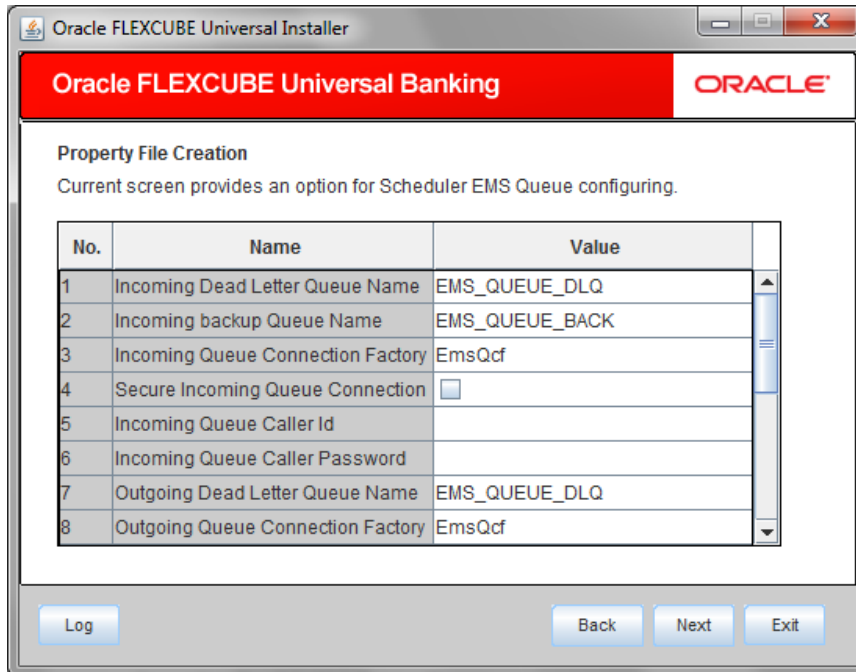 Oracle FLEXCUBE Universal Installer
Oracle FLEXCUBE Universal Banking
ORACLE
Property File Creation
Current screen provides an option for Scheduler EMS Queue configuring.
No. Name Value
1 Incoming Dead Letter Queue Name EMS_QUEUE_DLQ
2 Incoming backup Queue Name EMS_QUEUE_BACK
3 Incoming Queue Connection Factory EmsQcf
4 Secure Incoming Queue Connection
5 Incoming Queue Caller Id
6 Incoming Queue Caller Password
7 Outgoing Dead Letter Queue Name EMS_QUEUE_DLQ
8 Outgoing Queue Connection Factory EmsQcf
Log Back Next Exit